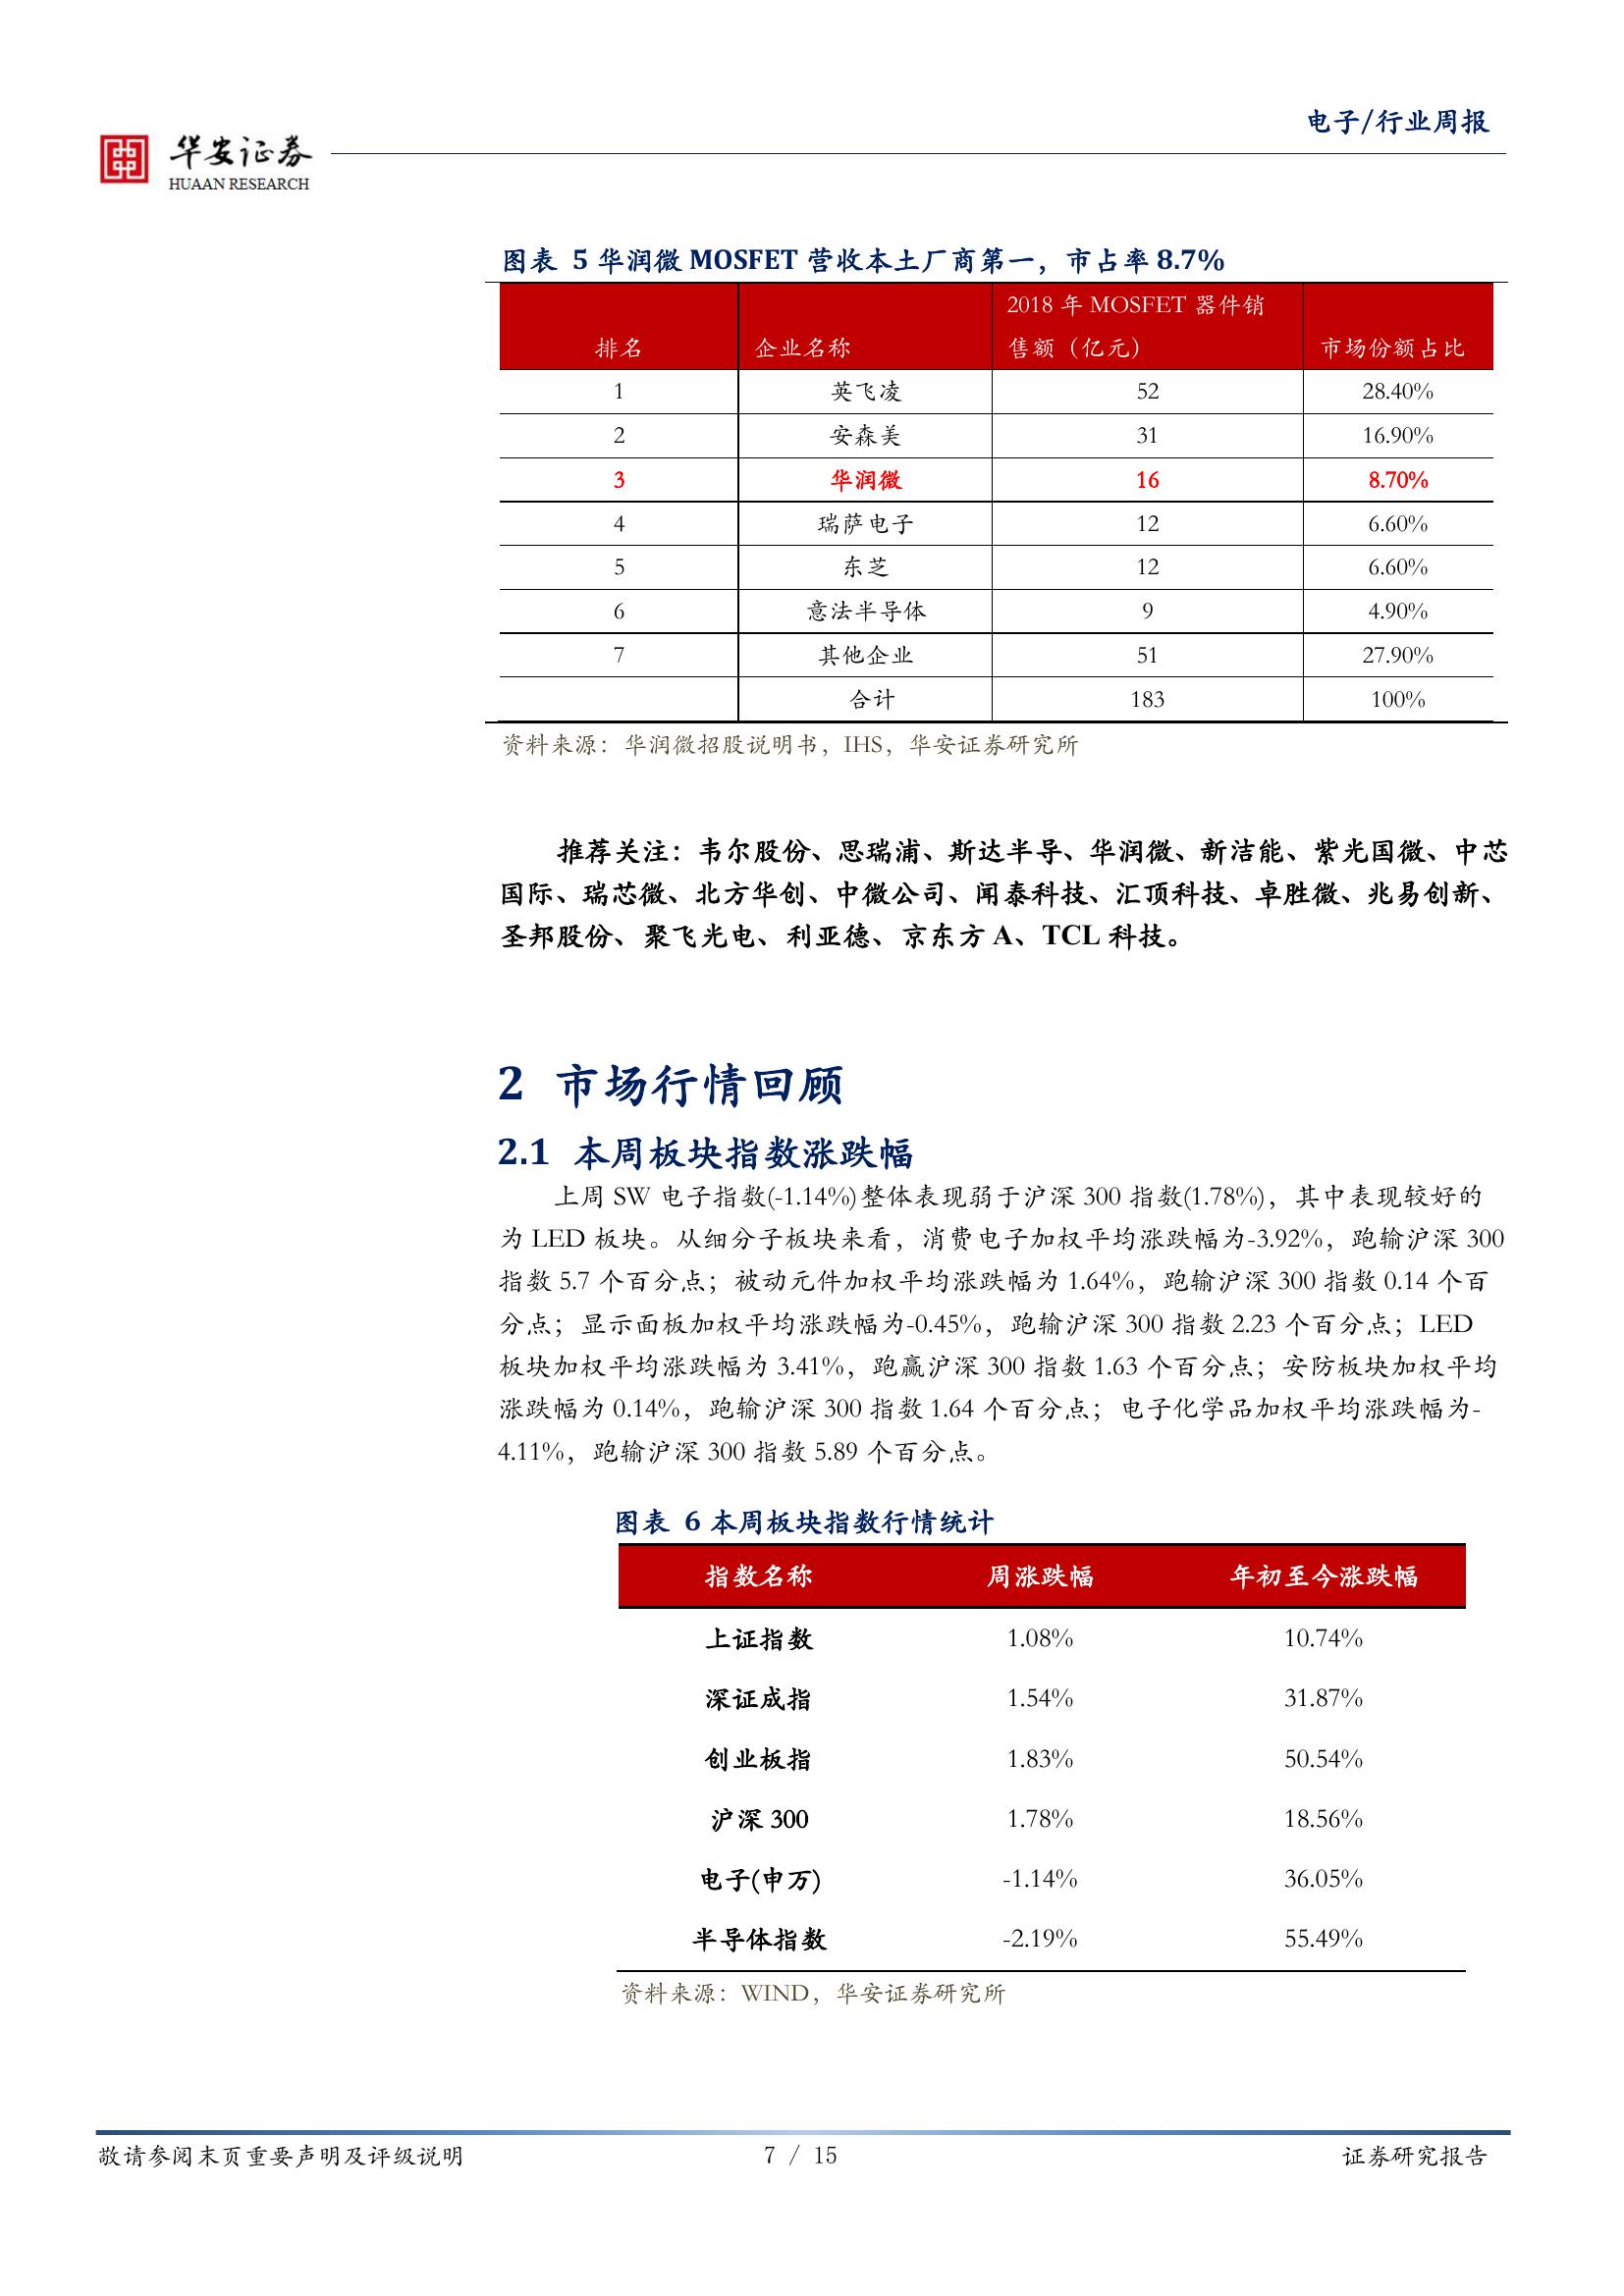 电子/行业周报
华安证券
HUAAN RESEARCH
图表 5 华润微 MOSFET 营收本土厂商第一，市占率 8.7%
排名 企业名称 2018 年 MOSFET 器件销售额（亿元） 市场份额占比
1 英飞凌 52 28.40%
2 安森美 31 16.90%
3 华润微 16 8.70%
4 瑞萨电子 12 6.60%
5 东芝 12 6.60%
6 意法半导体 9 4.90%
7 其他企业 51 27.90%
合计 183 100%
资料来源：华润微招股说明书，IHS，华安证券研究所
推荐关注：韦尔股份、思瑞浦、斯达半导、华润微、新洁能、紫光国微、中芯
国际、瑞芯微、北方华创、中微公司、闻泰科技、汇顶科技、卓胜微、兆易创新、
圣邦股份、聚飞光电、利亚德、京东方 A、TCL 科技。
2 市场行情回顾
2.1 本周板块指数涨跌幅
上周 SW 电子指数(-1.14%)整体表现弱于沪深 300 指数(1.78%)，其中表现较好的
为 LED 板块。从细分子板块来看，消费电子加权平均涨跌幅为-3.92%，跑输沪深 300
指数 5.7 个百分点；被动元件加权平均涨跌幅为 1.64%，跑输沪深 300 指数 0.14 个百
分点；显示面板加权平均涨跌幅为-0.45%，跑输沪深 300 指数 2.23 个百分点；LED
板块加权平均涨跌幅为 3.41%，跑赢沪深 300 指数 1.63 个百分点；安防板块加权平均
涨跌幅为 0.14%，跑输沪深 300 指数 1.64 个百分点；电子化学品加权平均涨跌幅为-
4.11%，跑输沪深 300 指数 5.89 个百分点。
图表 6 本周板块指数行情统计
指数名称 周涨跌幅 年初至今涨跌幅
上证指数 1.08% 10.74%
深证成指 1.54% 31.87%
创业板指 1.83% 50.54%
沪深 300 1.78% 18.56%
电子(申万) -1.14% 36.05%
半导体指数 -2.19% 55.49%
资料来源：WIND，华安证券研究所
敬请参阅末页重要声明及评级说明 7 / 15 证券研究报告